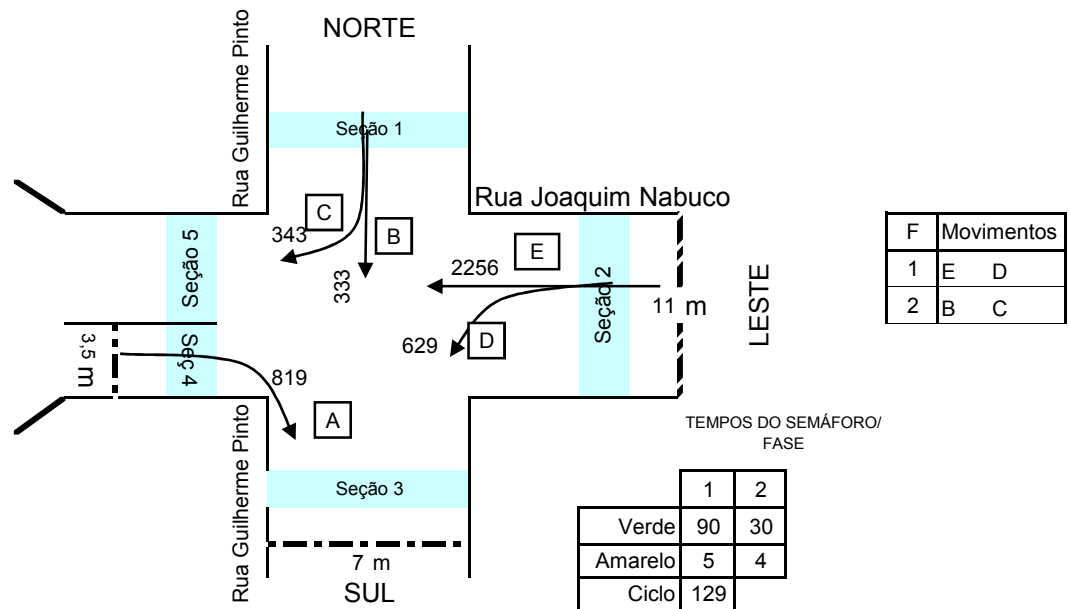 NORTE
Rua Guilherme Pinto
Seção 1
Rua Joaquim Nabuco
C
B
343
333
E
2256
D
629
Seção 2
11 m
LESTE
Seção 5
Seç 4
3,5 m
819
A
Rua Guilherme Pinto
Seção 3
7 m
SUL
F Movimentos
1 E D
2 B C
TEMPOS DO SEMÁFORO/
FASE
1 2
Verde 90 30
Amarelo 5 4
Ciclo 129